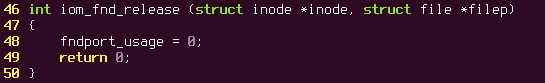 46 int iom_fnd_release (struct inode *inode, struct file *filep)
47 {
48     fndport_usage = 0;
49     return 0;
50 }